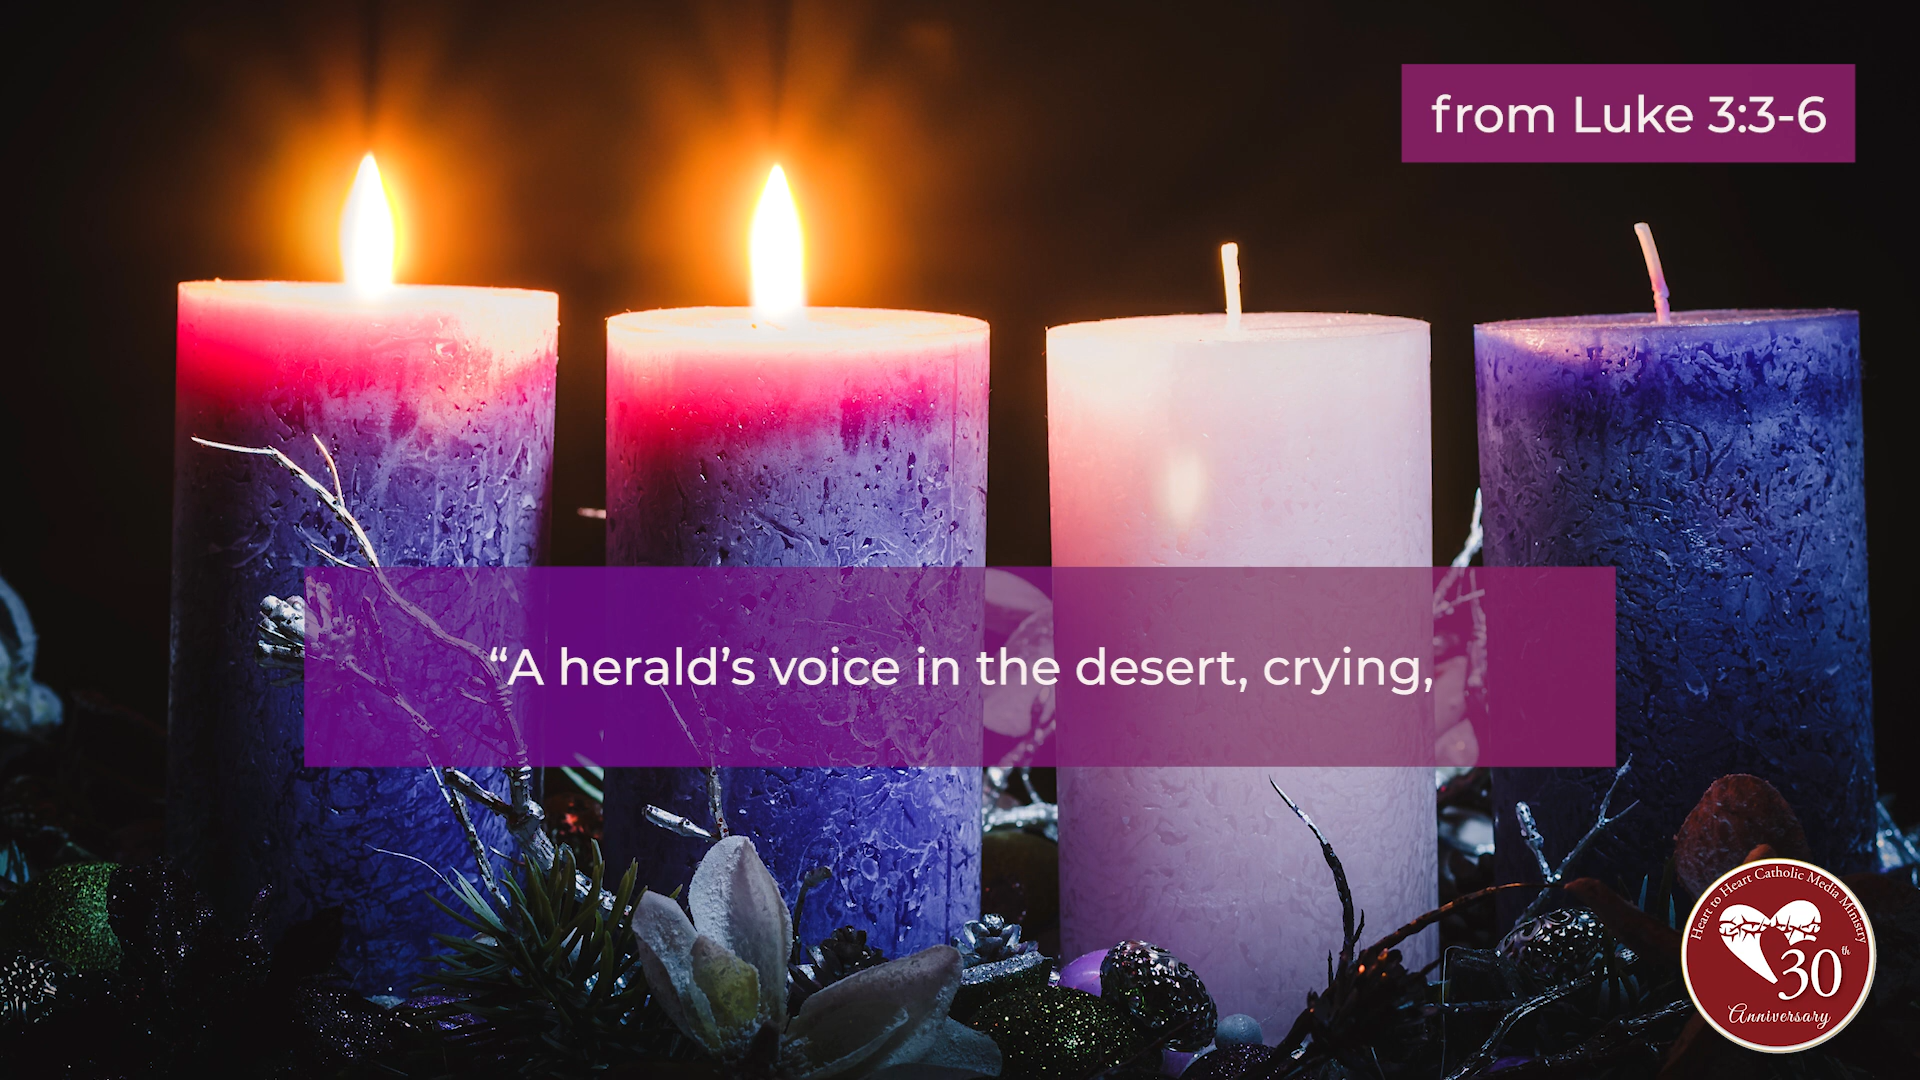 from Luke 3:3-6
“A herald’s voice in the desert, crying,
Heart to Heart Catholic Media Ministry
30th
Anniversary